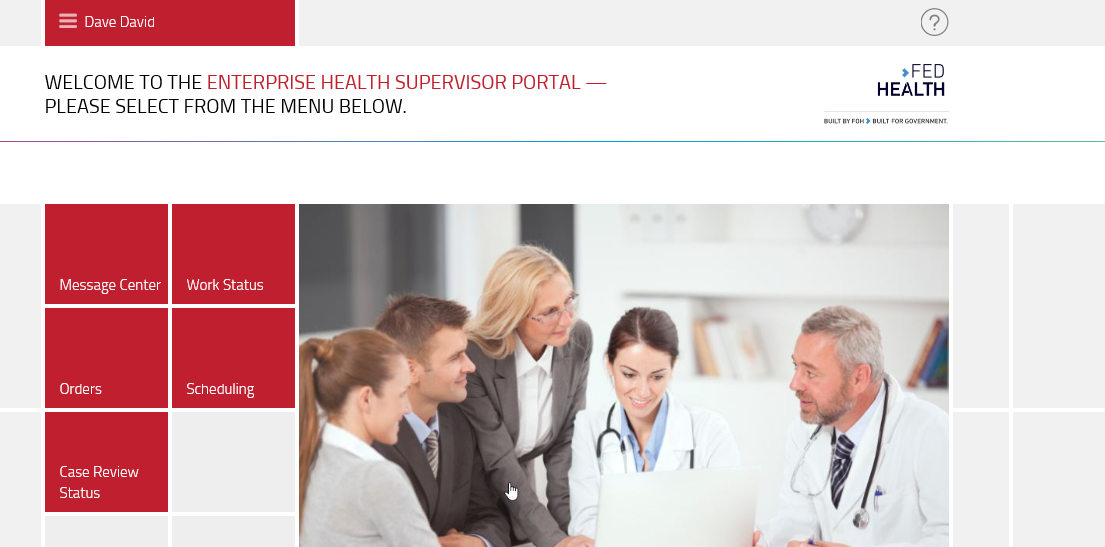 Dave David
?
WELCOME TO THE ENTERPRISE HEALTH SUPERVISOR PORTAL —
PLEASE SELECT FROM THE MENU BELOW.
FED
HEALTH
BUILT BY FOH > BUILT FOR GOVERNMENT.
Message Center
Work Status
Orders
Scheduling
Case Review
Status